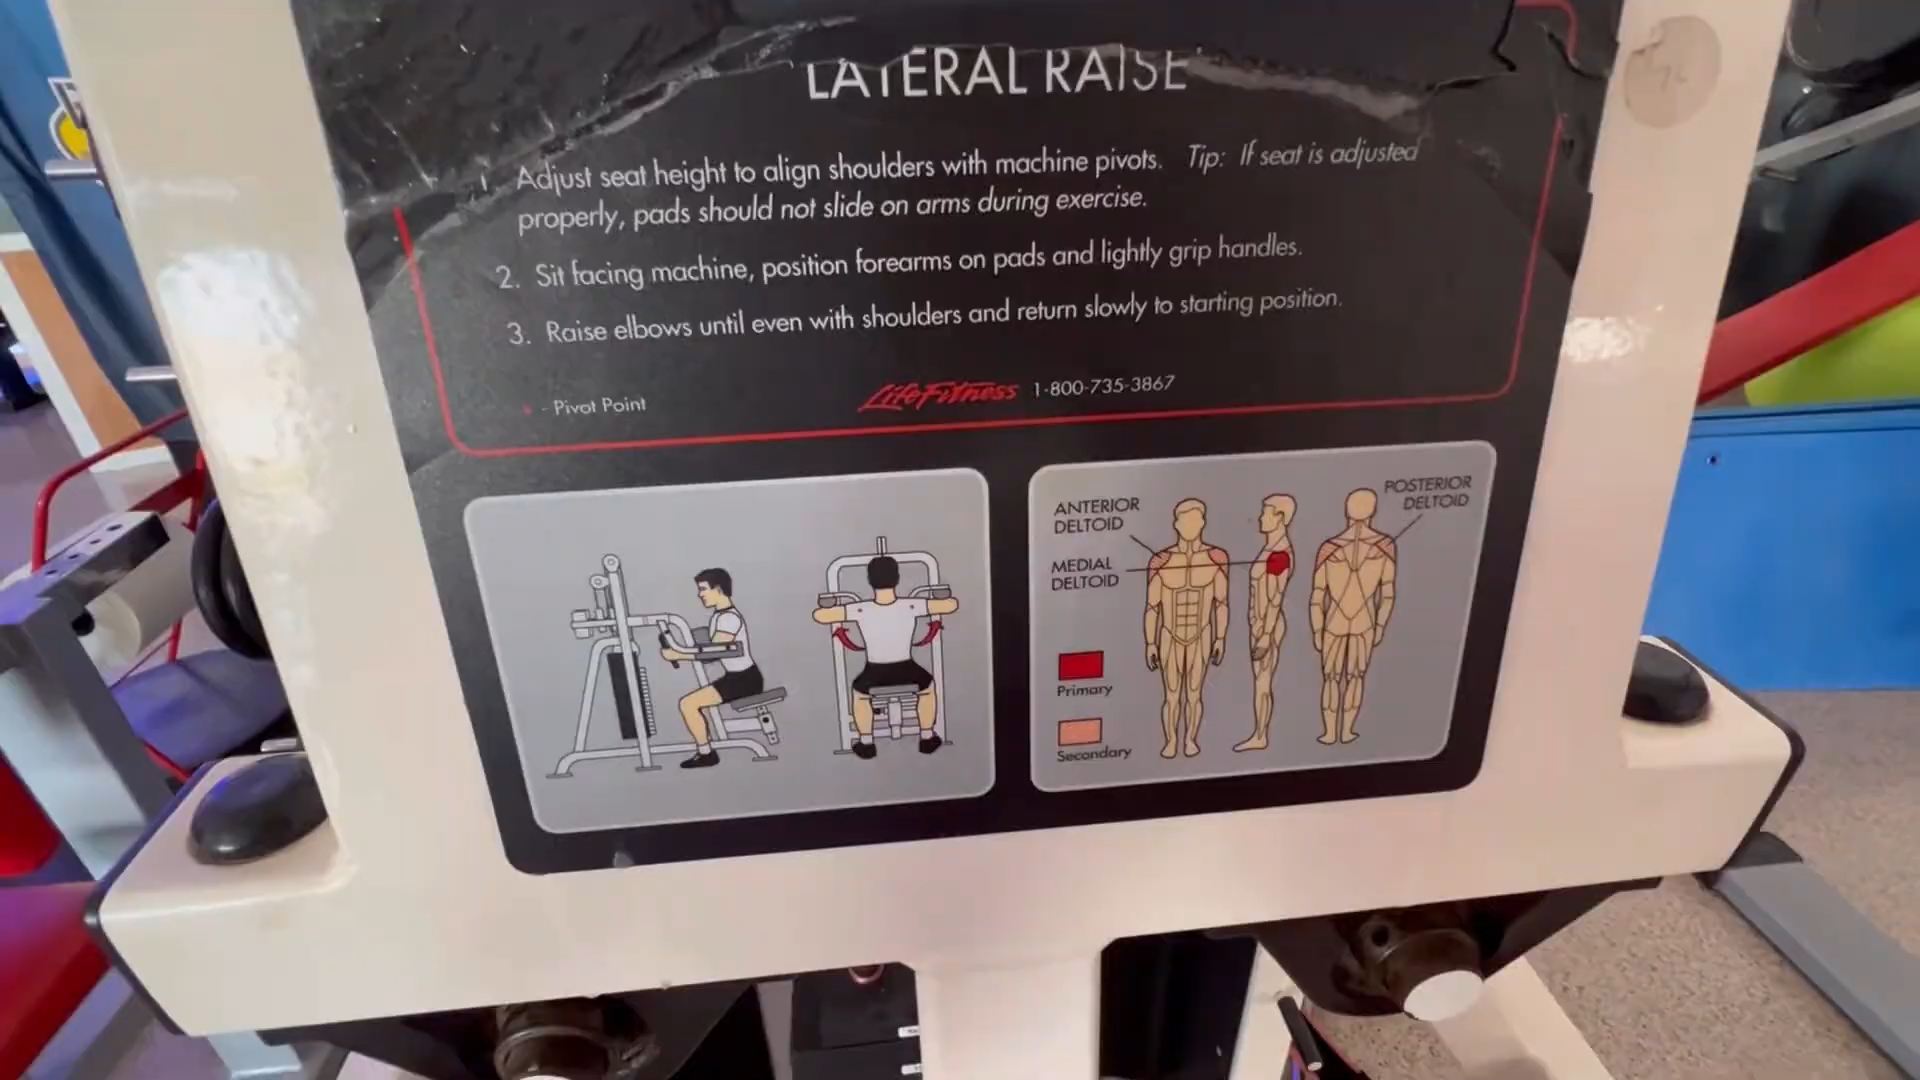 LATERAL RAISE
Adjust seat height to align shoulders with machine pivots. Tip: If seat is adjusted
properly, pads should not slide on arms during exercise.
2. Sit facing machine, position forearms on pads and lightly grip handles.
3. Raise elbows until even with shoulders and return slowly to starting position.
- Pivot Point
Life Fitness 1-800-735-3867
ANTERIOR
DELTOID
MEDIAL
DELTOID
POSTERIOR
DELTOID
Primary
Secondary